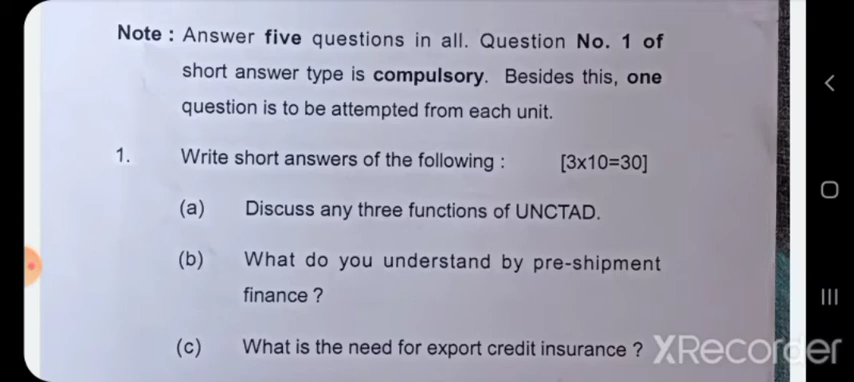 Note : Answer five questions in all. Question No. 1 of
short answer type is compulsory. Besides this, one
question is to be attempted from each unit.
1. Write short answers of the following : [3x10=30]
(a) Discuss any three functions of UNCTAD.
(b) What do you understand by pre-shipment
finance ?
(c) What is the need for export credit insurance ?
XRecorder